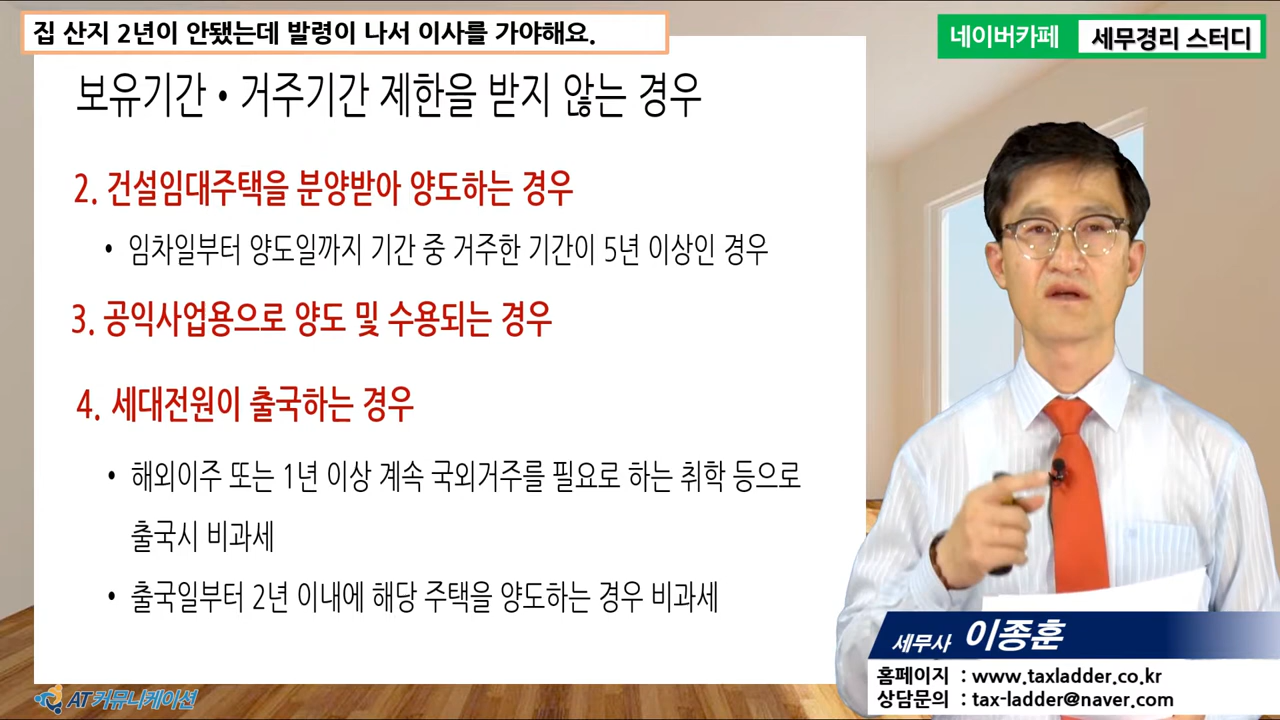 집 산지 2년이 안됐는데 발령이 나서 이사를 가야해요.
네이버카페 세무경리 스터디
보유기간 • 거주기간 제한을 받지 않는 경우
2. 건설임대주택을 분양받아 양도하는 경우
• 임차일부터 양도일까지 기간 중 거주한 기간이 5년 이상인 경우
3. 공익사업용으로 양도 및 수용되는 경우
4. 세대전원이 출국하는 경우
• 해외이주 또는 1년 이상 계속 국외거주를 필요로 하는 취학 등으로
출국시 비과세
• 출국일부터 2년 이내에 해당 주택을 양도하는 경우 비과세
세무사 이종훈
홈페이지 : www.taxladder.co.kr
상담문의 : tax-ladder@naver.com
AT커뮤니케이션